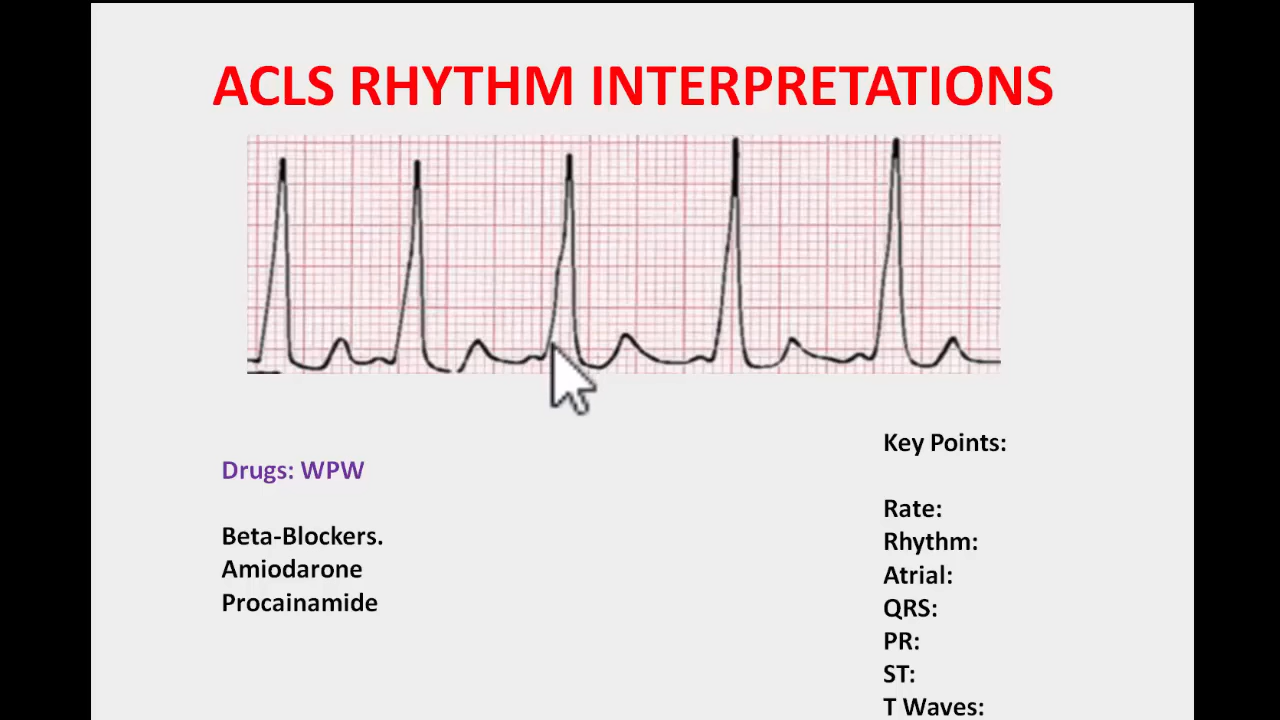 ACLS RHYTHM INTERPRETATIONS
Drugs: WPW
Beta-Blockers.
Amiodarone
Procainamide
Key Points:
Rate:
Rhythm:
Atrial:
QRS:
PR:
ST:
T Waves: